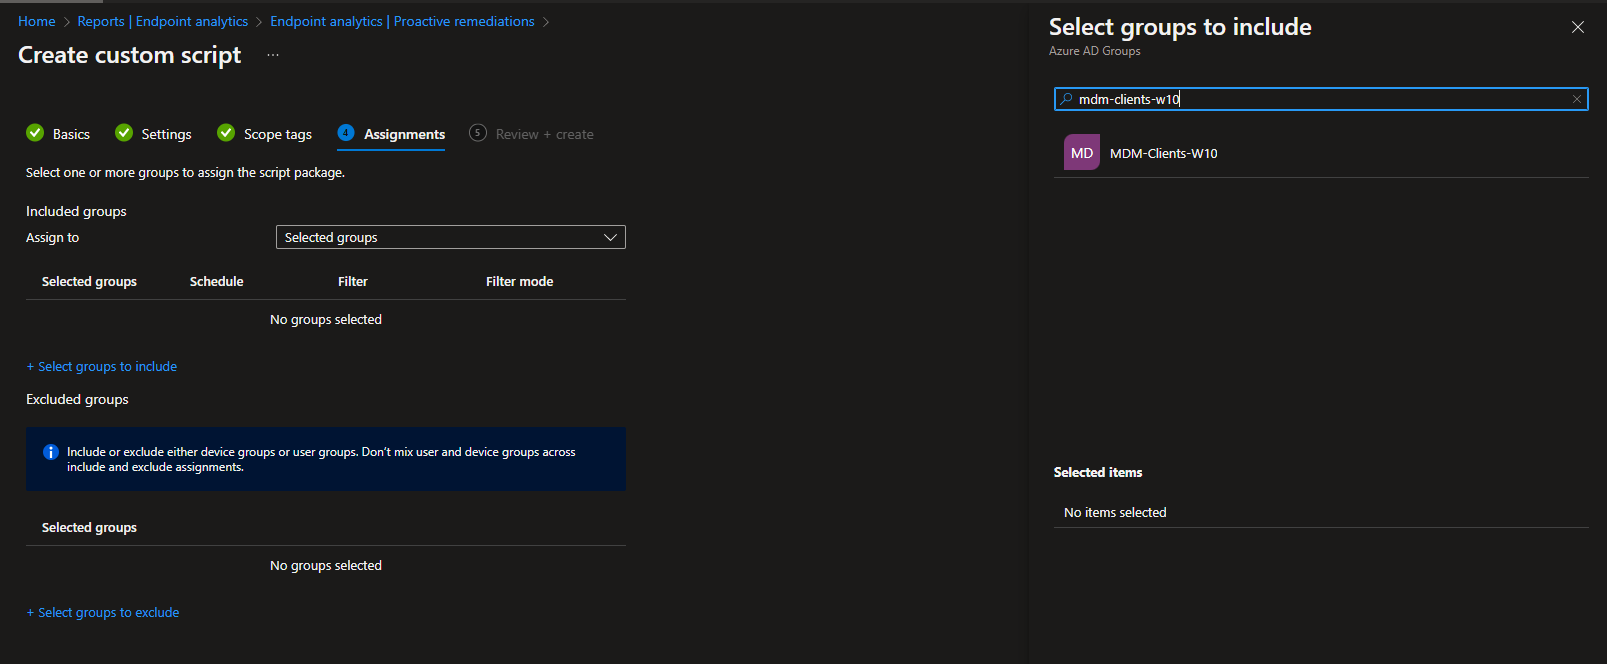 Home > Reports | Endpoint analytics > Endpoint analytics | Proactive remediations >
Create custom script ...
Basics Settings Scope tags 4 Assignments 5 Review + create
Select one or more groups to assign the script package.
Included groups
Assign to Selected groups
Selected groups Schedule Filter Filter mode
No groups selected
+ Select groups to include
Excluded groups
Include or exclude either device groups or user groups. Don't mix user and device groups across
include and exclude assignments.
Selected groups
No groups selected
+ Select groups to exclude
Select groups to include
Azure AD Groups
mdm-clients-w10
MD MDM-Clients-W10
Selected items
No items selected